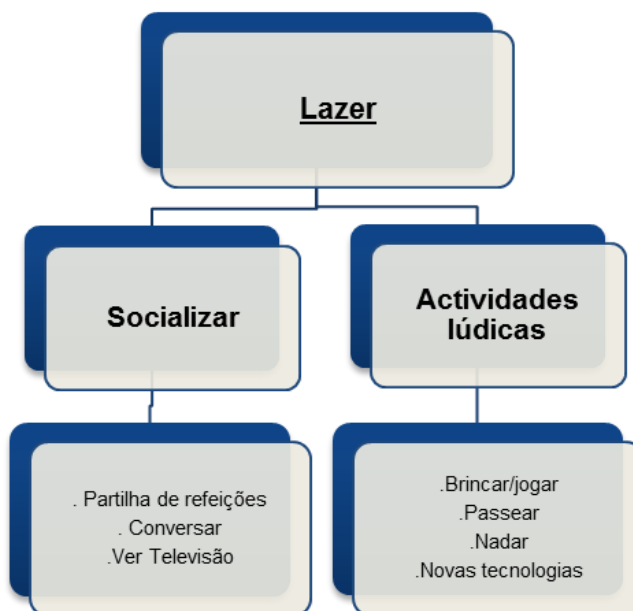 Lazer
Socializar
Actividades
lúdicas
. Partilha de refeições
. Conversar
.Ver Televisão
.Brincar/jogar
.Passear
.Nadar
.Novas tecnologias